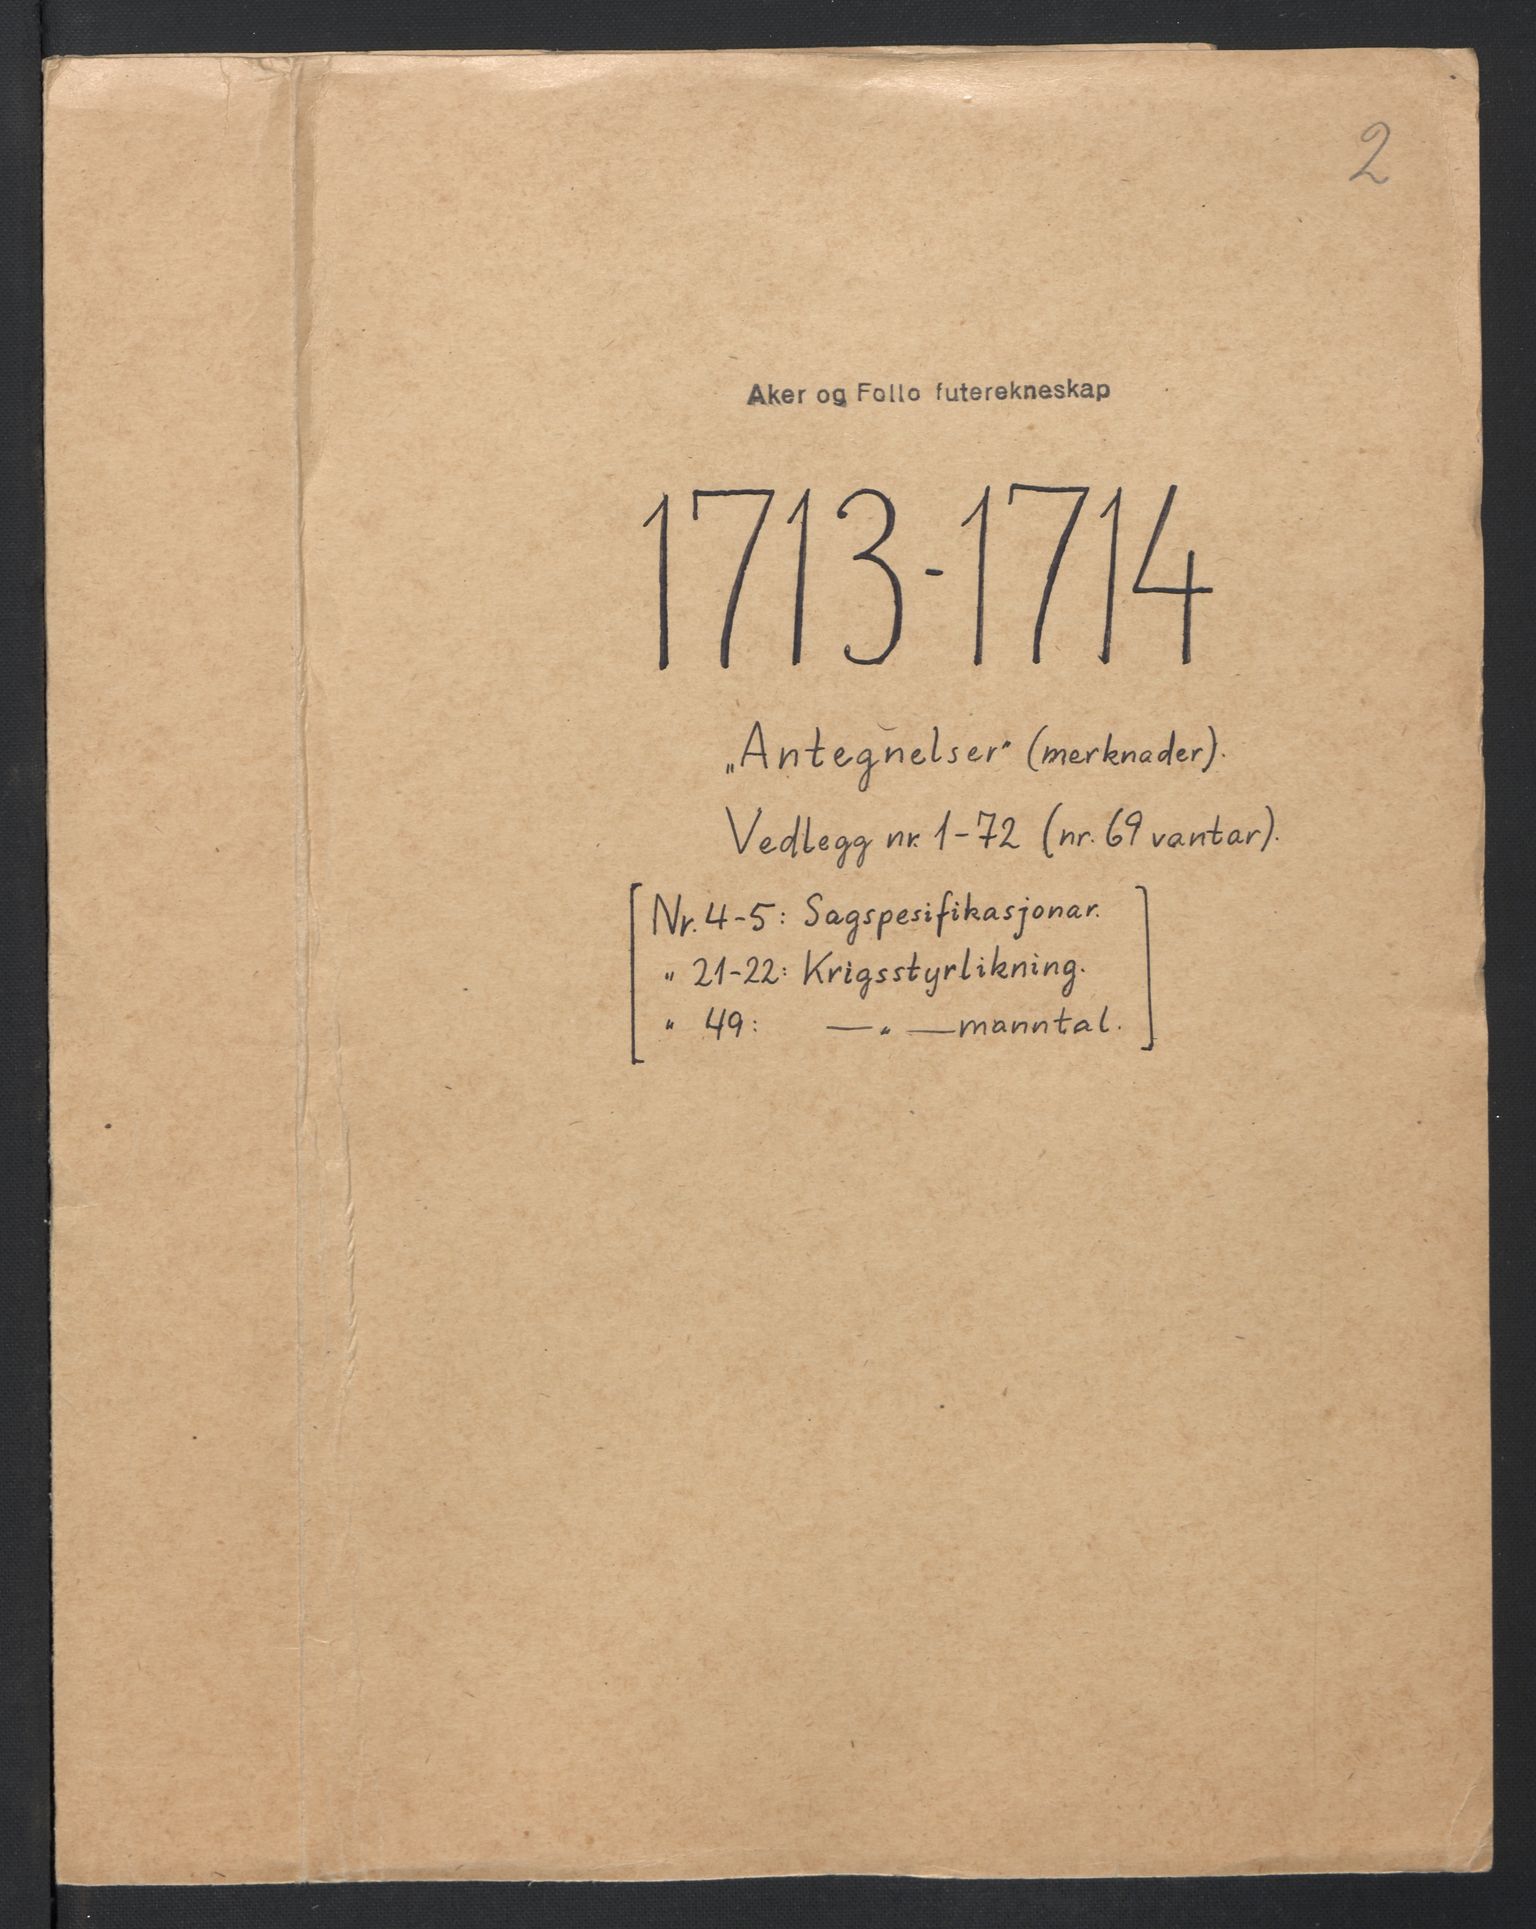 2
Aker og Follo futerekneskap
1713-1714
„Antegnelser" (merknader).
Vedlegg nr. 1-72 (nr. 69 vantar).
[Nr. 4-5: Sagspesifikasjonar.
" 21-22: Krigsstyrlikning.
" 49: —"—manntal.]